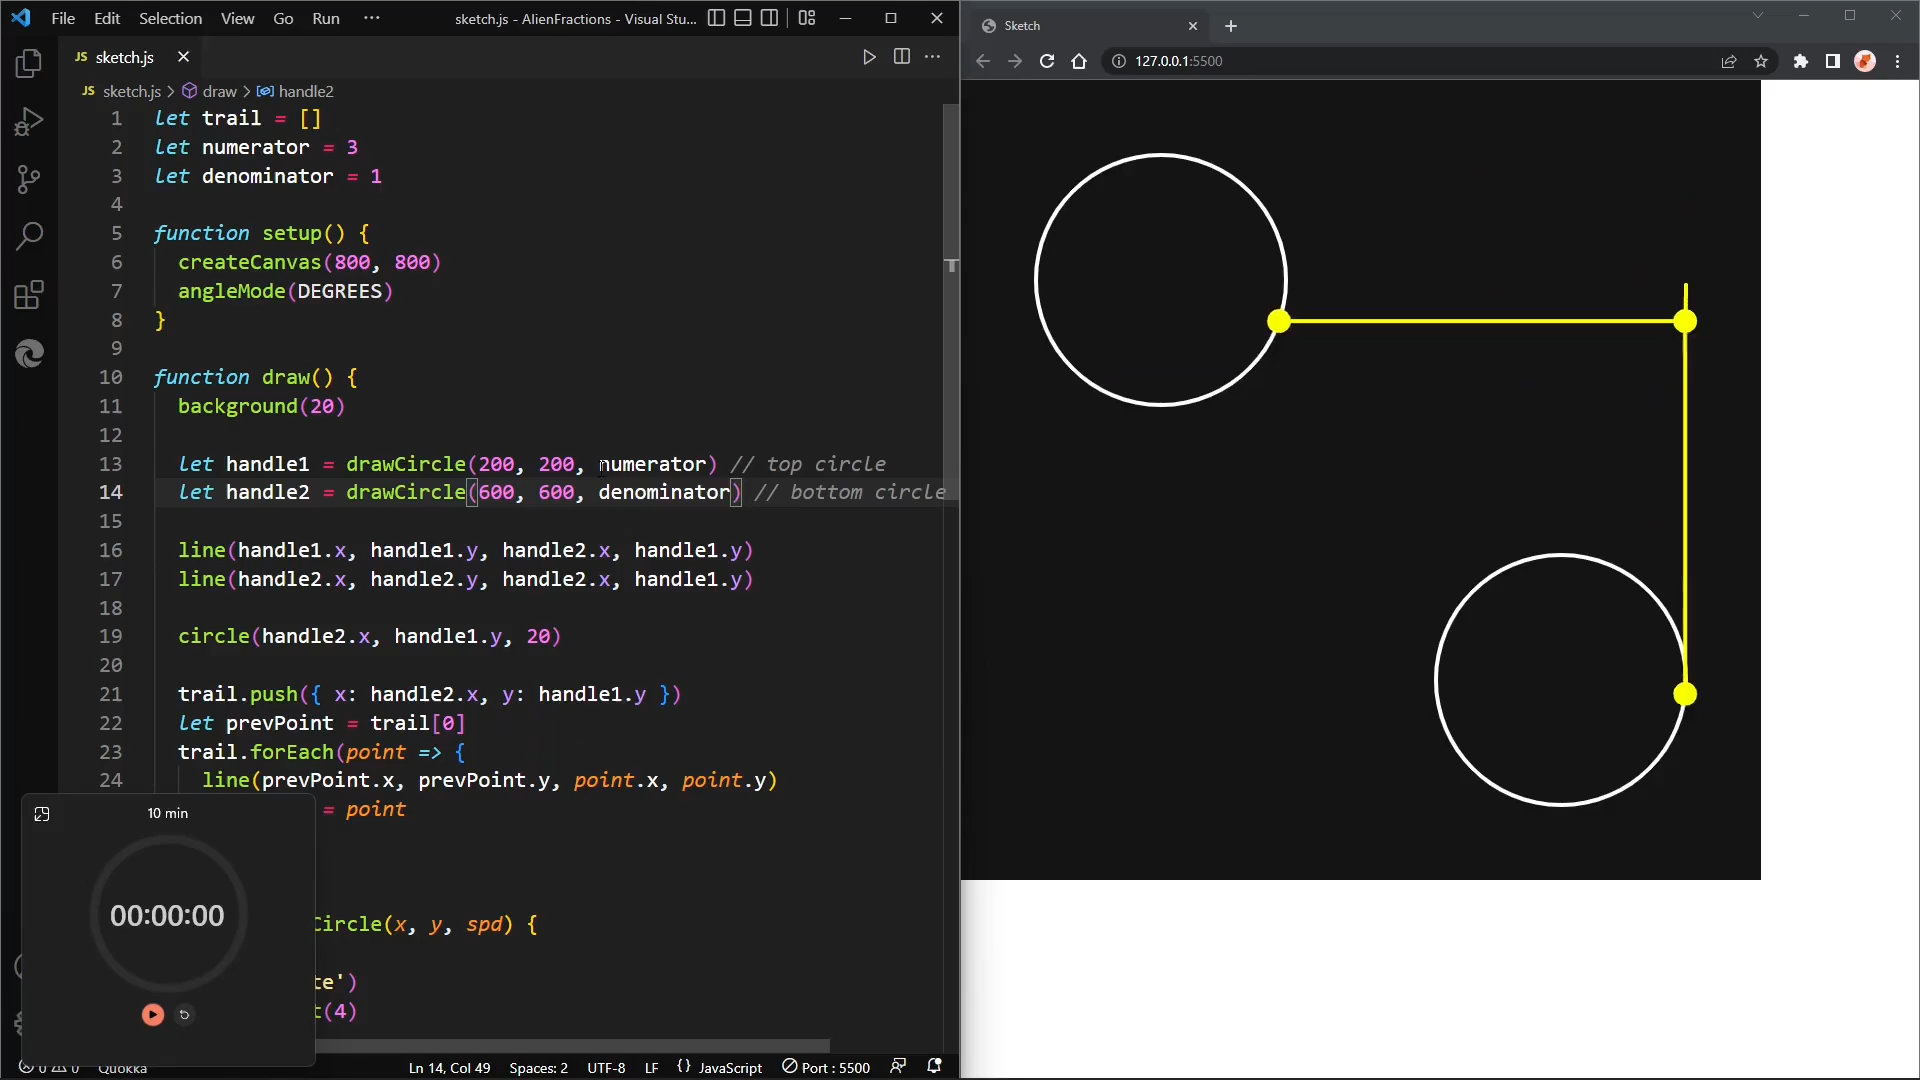 File Edit Selection View Go Run ··· sketch.js - AlienFractions - Visual Stu...
JS sketch.js
JS sketch.js > draw > handle2
1 let trail = []
2 let numerator = 3
3 let denominator = 1
4
5 function setup() {
6 createCanvas(800, 800)
7 angleMode(DEGREES)
8 }
9
10 function draw() {
11 background(20)
12
13 let handle1 = drawCircle(200, 200, numerator) // top circle
14 let handle2 = drawCircle(600, 600, denominator) // bottom circle
15
16 line(handle1.x, handle1.y, handle2.x, handle1.y)
17 line(handle2.x, handle2.y, handle2.x, handle1.y)
18
19 circle(handle2.x, handle1.y, 20)
20
21 trail.push({ x: handle2.x, y: handle1.y })
22 let prevPoint = trail[0]
23 trail.forEach(point => {
24 line(prevPoint.x, prevPoint.y, point.x, point.y)
= point
Circle(x, y, spd) {
te')
t(4)
10 min
00:00:00
0 0 Quokka Ln 14, Col 49 Spaces: 2 UTF-8 LF {} JavaScript Port : 5500
Sketch
127.0.0.1:5500